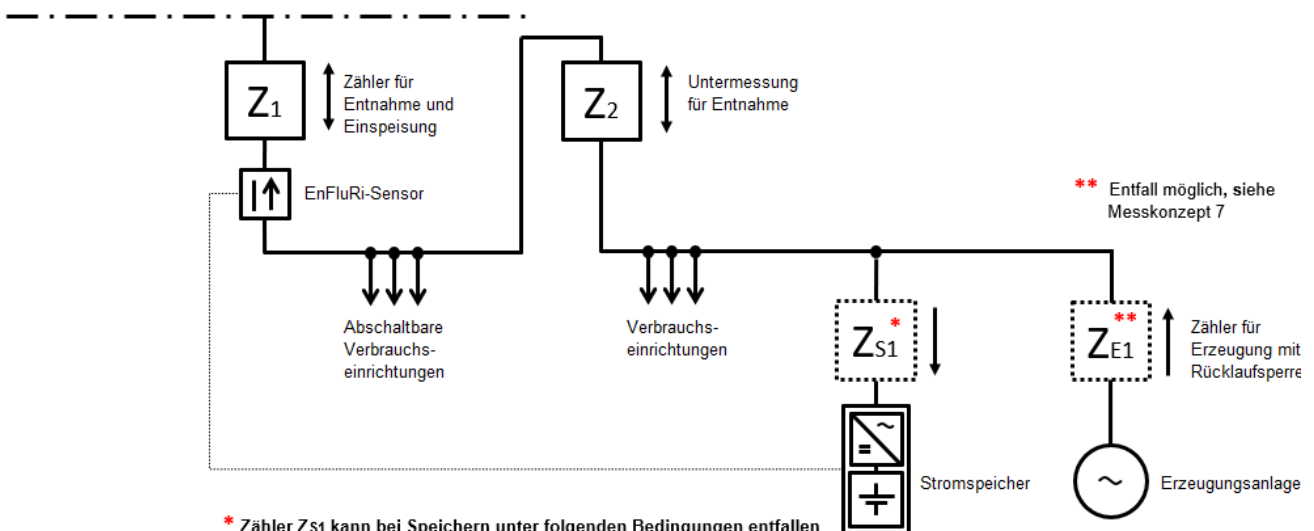 Z1
Zähler für
Entnahme und
Einspeisung
Z2
Untermessung
für Entnahme
EnFluRi-Sensor
** Entfall möglich, siehe
Messkonzept 7
Abschaltbare
Verbrauchs-
einrichtungen
Verbrauchs-
einrichtungen
ZS1*
ZE1**
Zähler für
Erzeugung mit
Rücklaufsperre
Stromspeicher
Erzeugungsanlage
* Zähler ZS1 kann bei Speichern unter folgenden Bedingungen entfallen